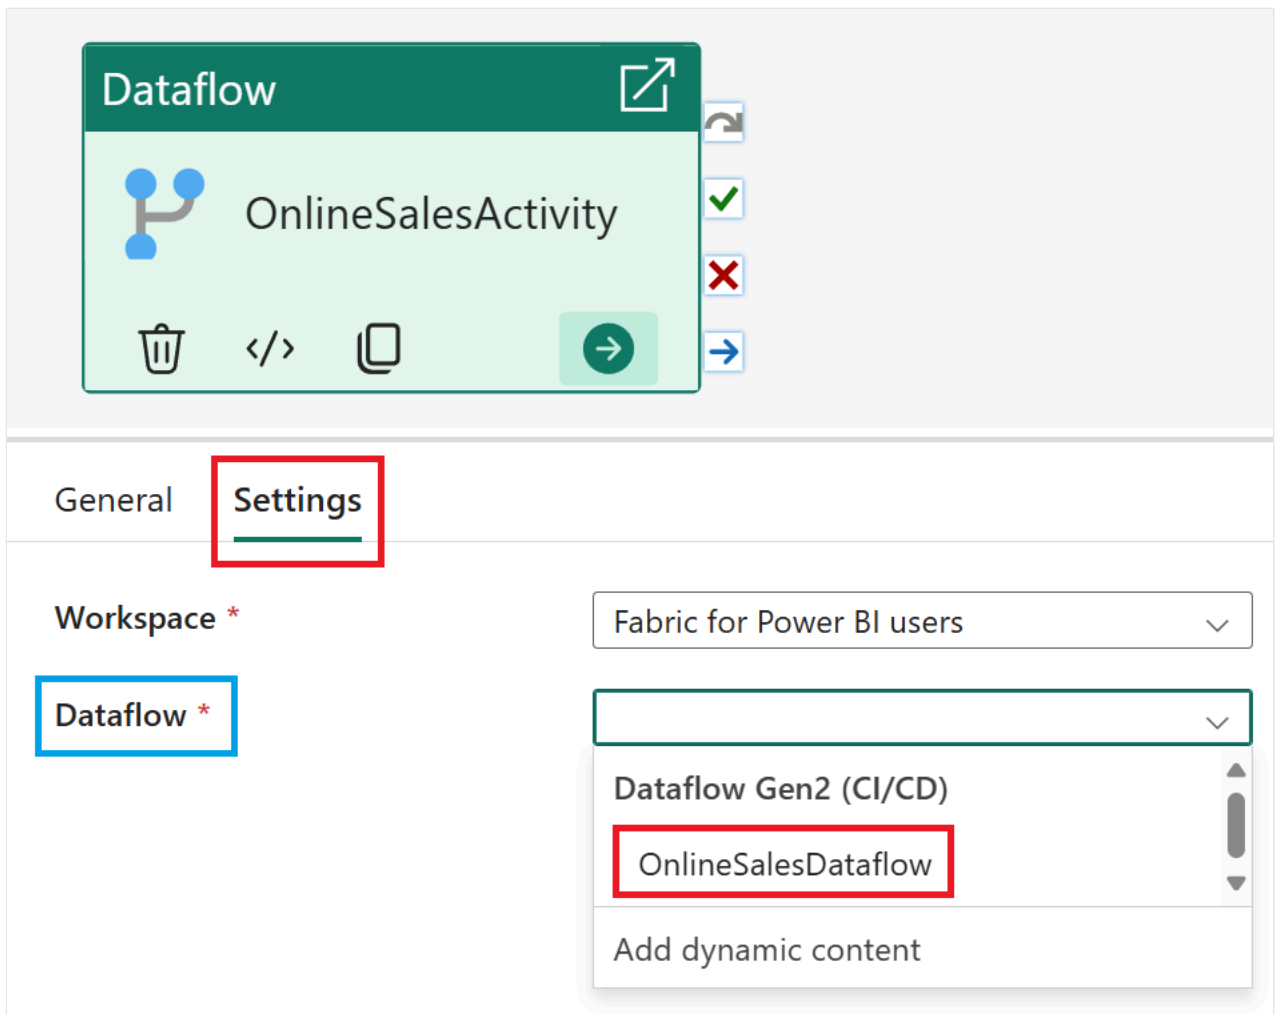 Dataflow
OnlineSalesActivity
</>
General Settings
Workspace * Fabric for Power BI users
Dataflow *
Dataflow Gen2 (CI/CD)
OnlineSalesDataflow
Add dynamic content